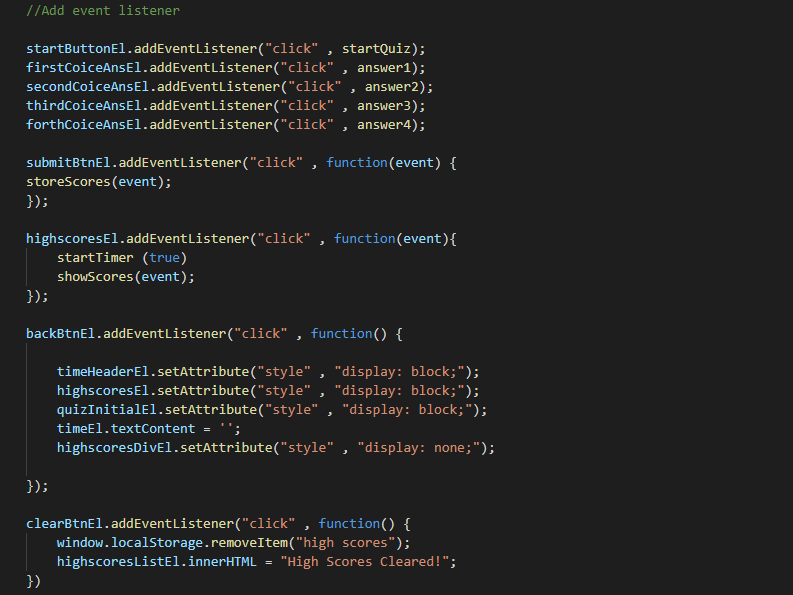 //Add event listener
startButtonEl.addEventListener("click" , startQuiz);
firstCoiceAnsEl.addEventListener("click" , answer1);
secondCoiceAnsEl.addEventListener("click" , answer2);
thirdCoiceAnsEl.addEventListener("click" , answer3);
forthCoiceAnsEl.addEventListener("click" , answer4);
submitBtnEl.addEventListener("click" , function(event) {
storeScores(event);
});
highscoresEl.addEventListener("click" , function(event){
startTimer (true)
showScores(event);
});
backBtnEl.addEventListener("click" , function() {
timeHeaderEl.setAttribute("style" , "display: block;");
highscoresEl.setAttribute("style" , "display: block;");
quizInitialEl.setAttribute("style" , "display: block;");
timeEl.textContent = '';
highscoresDivEl.setAttribute("style" , "display: none;");
});
clearBtnEl.addEventListener("click" , function() {
window.localStorage.removeItem("high scores");
highscoresListEl.innerHTML = "High Scores Cleared!";
})